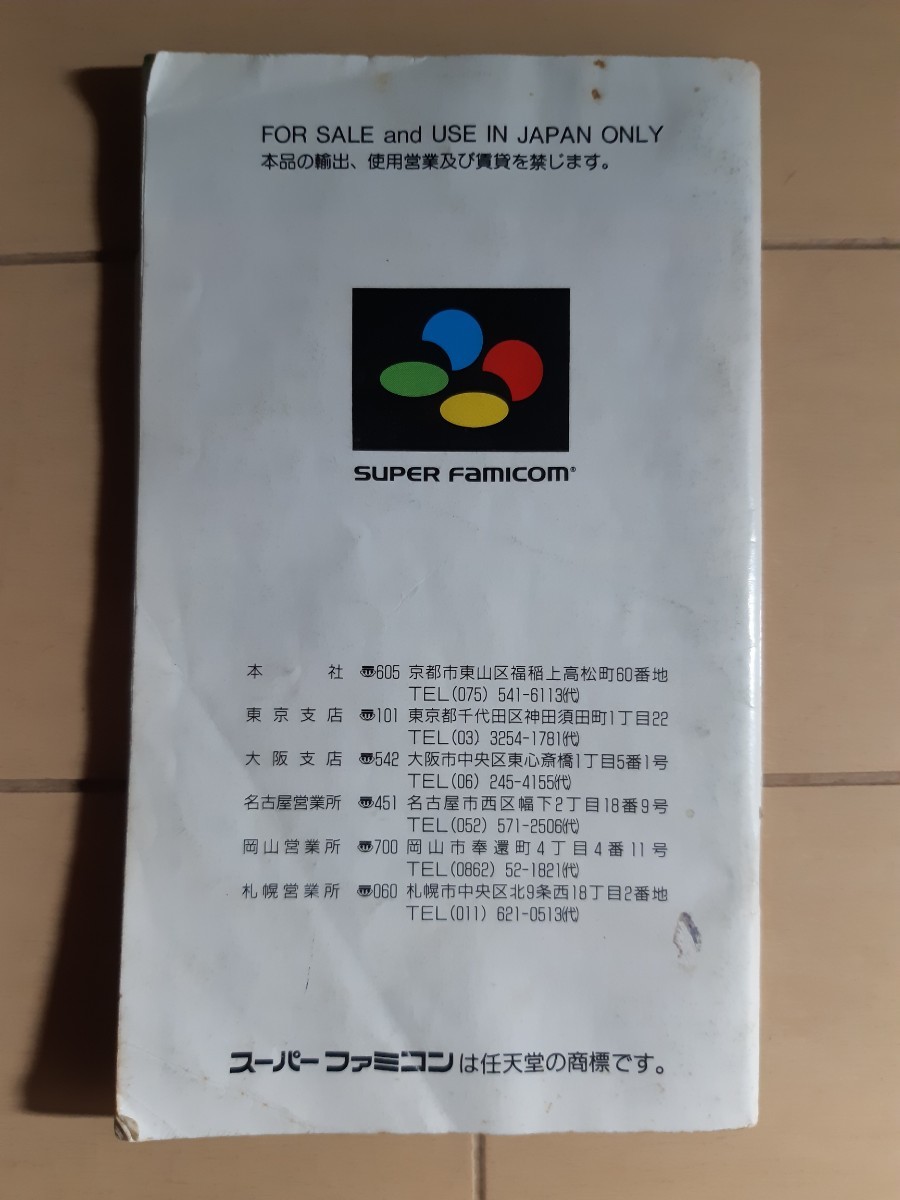 FOR SALE and USE IN JAPAN ONLY
本品の輸出、使用営業及び賃貸を禁じます。
SUPER FAMICOM®
本社 〠605 京都市東山区福稲上高松町60番地
TEL(075) 541-6113㈹
東京支店 〠101 東京都千代田区神田須田町1丁目22
TEL(03) 3254-1781㈹
大阪支店 〠542 大阪市中央区東心斎橋1丁目5番1号
TEL(06) 245-4155㈹
名古屋営業所 〠451 名古屋市西区幅下2丁目18番9号
TEL(052) 571-2506㈹
岡山営業所 〠700 岡山市奉還町4丁目4番11号
TEL(0862) 52-1821㈹
札幌営業所 〠060 札幌市中央区北9条西18丁目2番地
TEL(011) 621-0513㈹
スーパーファミコンは任天堂の商標です。